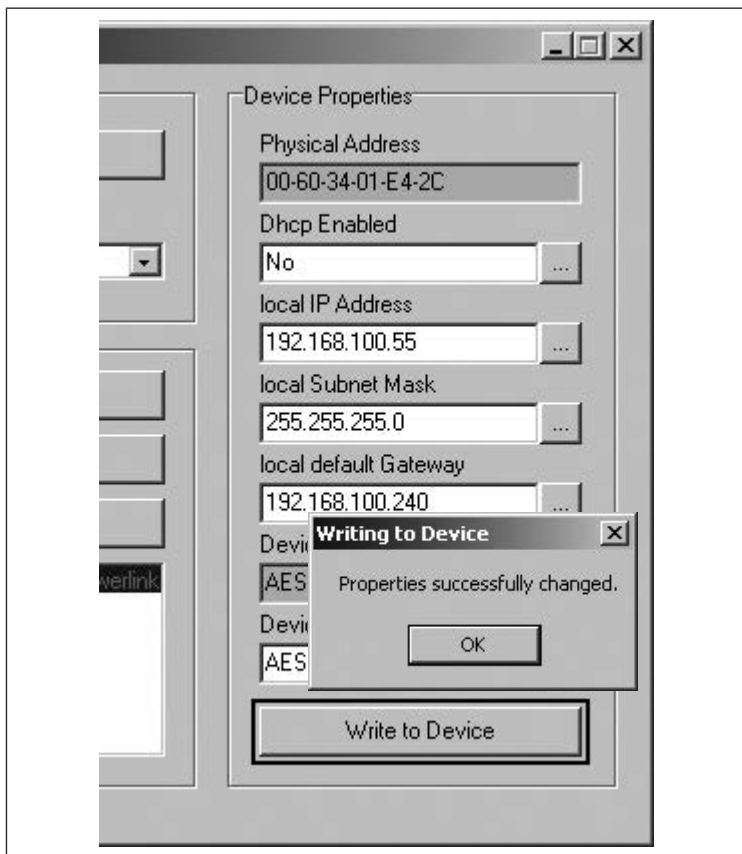 Device Properties
Physical Address
00-60-34-01-E4-2C
Dhcp Enabled
No
...
local IP Address
192.168.100.55
...
local Subnet Mask
255.255.255.0
...
local default Gateway
192.168.100.240
...
Writing to Device
Properties successfully changed.
OK
AES
AES
Write to Device